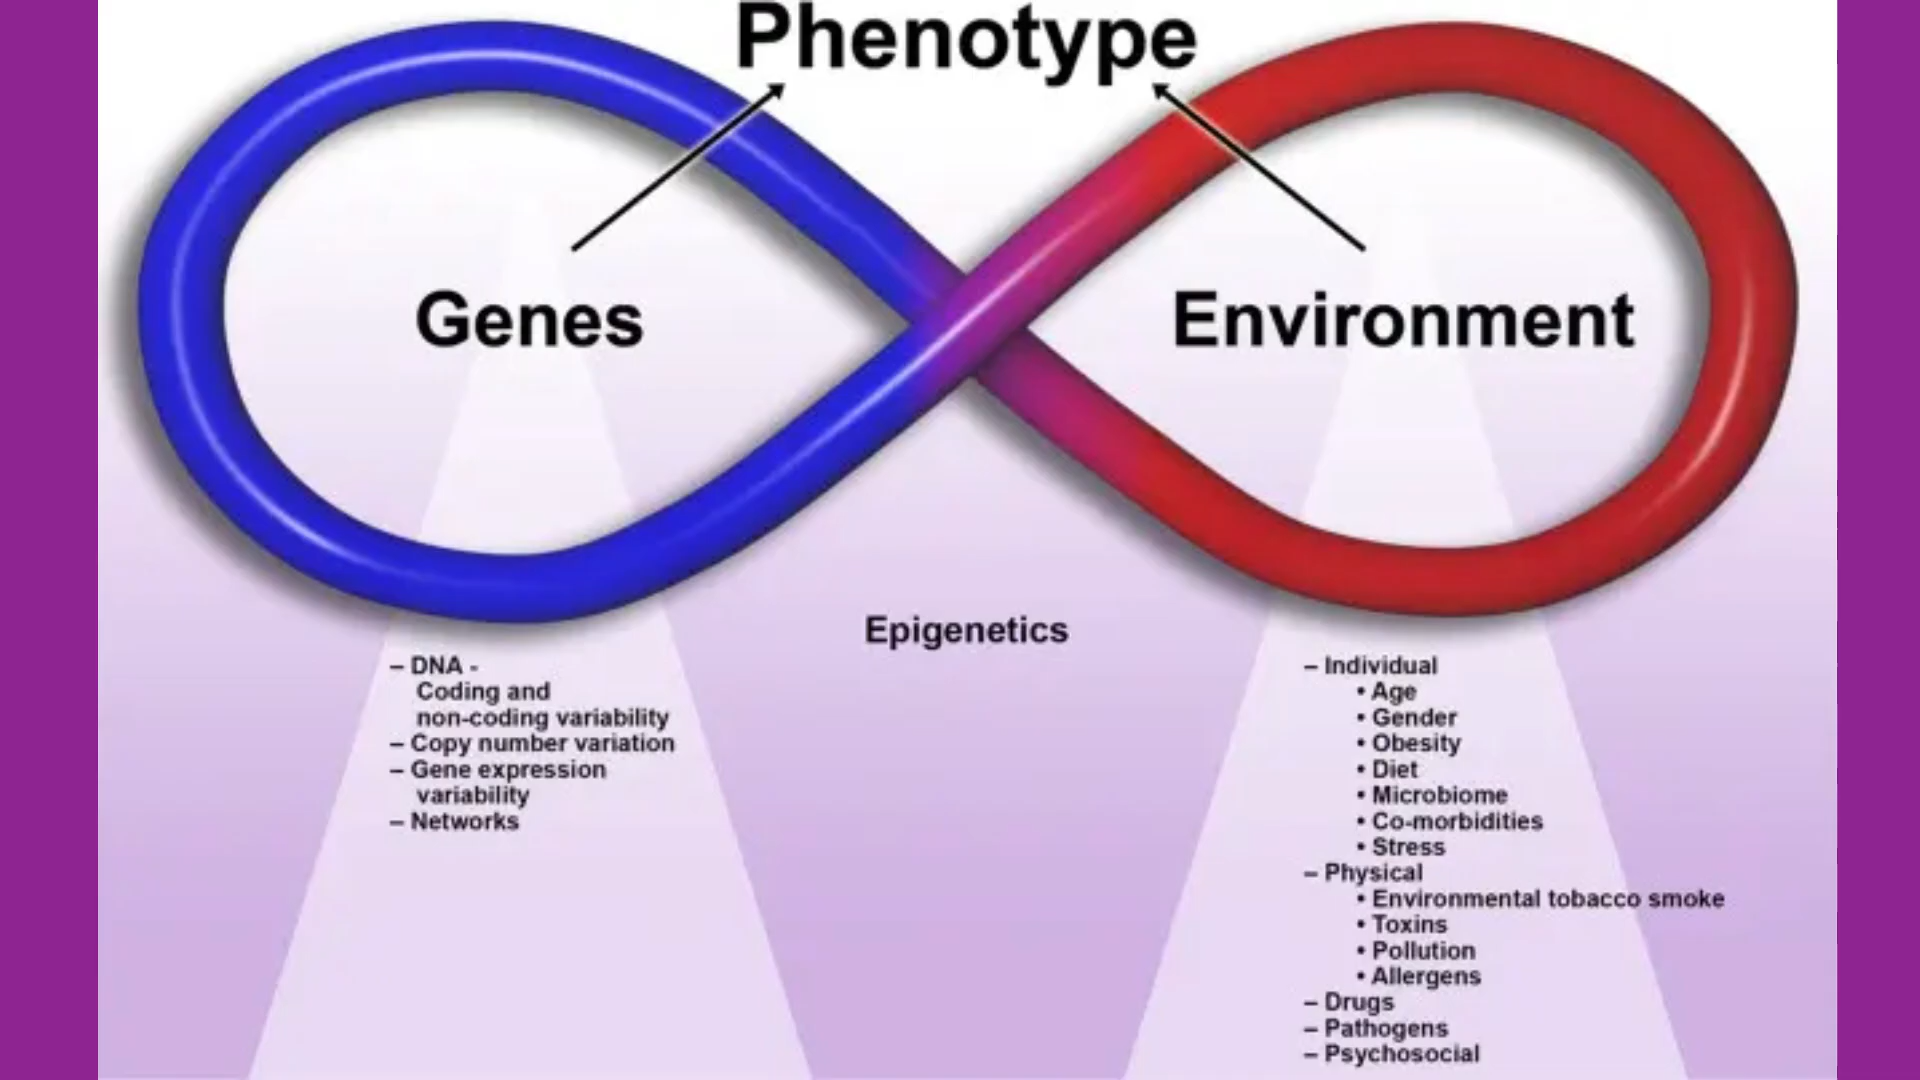 Phenotype
Genes
Environment
Epigenetics
– DNA -
Coding and
non-coding variability
– Copy number variation
– Gene expression
variability
– Networks
– Individual
• Age
• Gender
• Obesity
• Diet
• Microbiome
• Co-morbidities
• Stress
– Physical
• Environmental tobacco smoke
• Toxins
• Pollution
• Allergens
– Drugs
– Pathogens
– Psychosocial